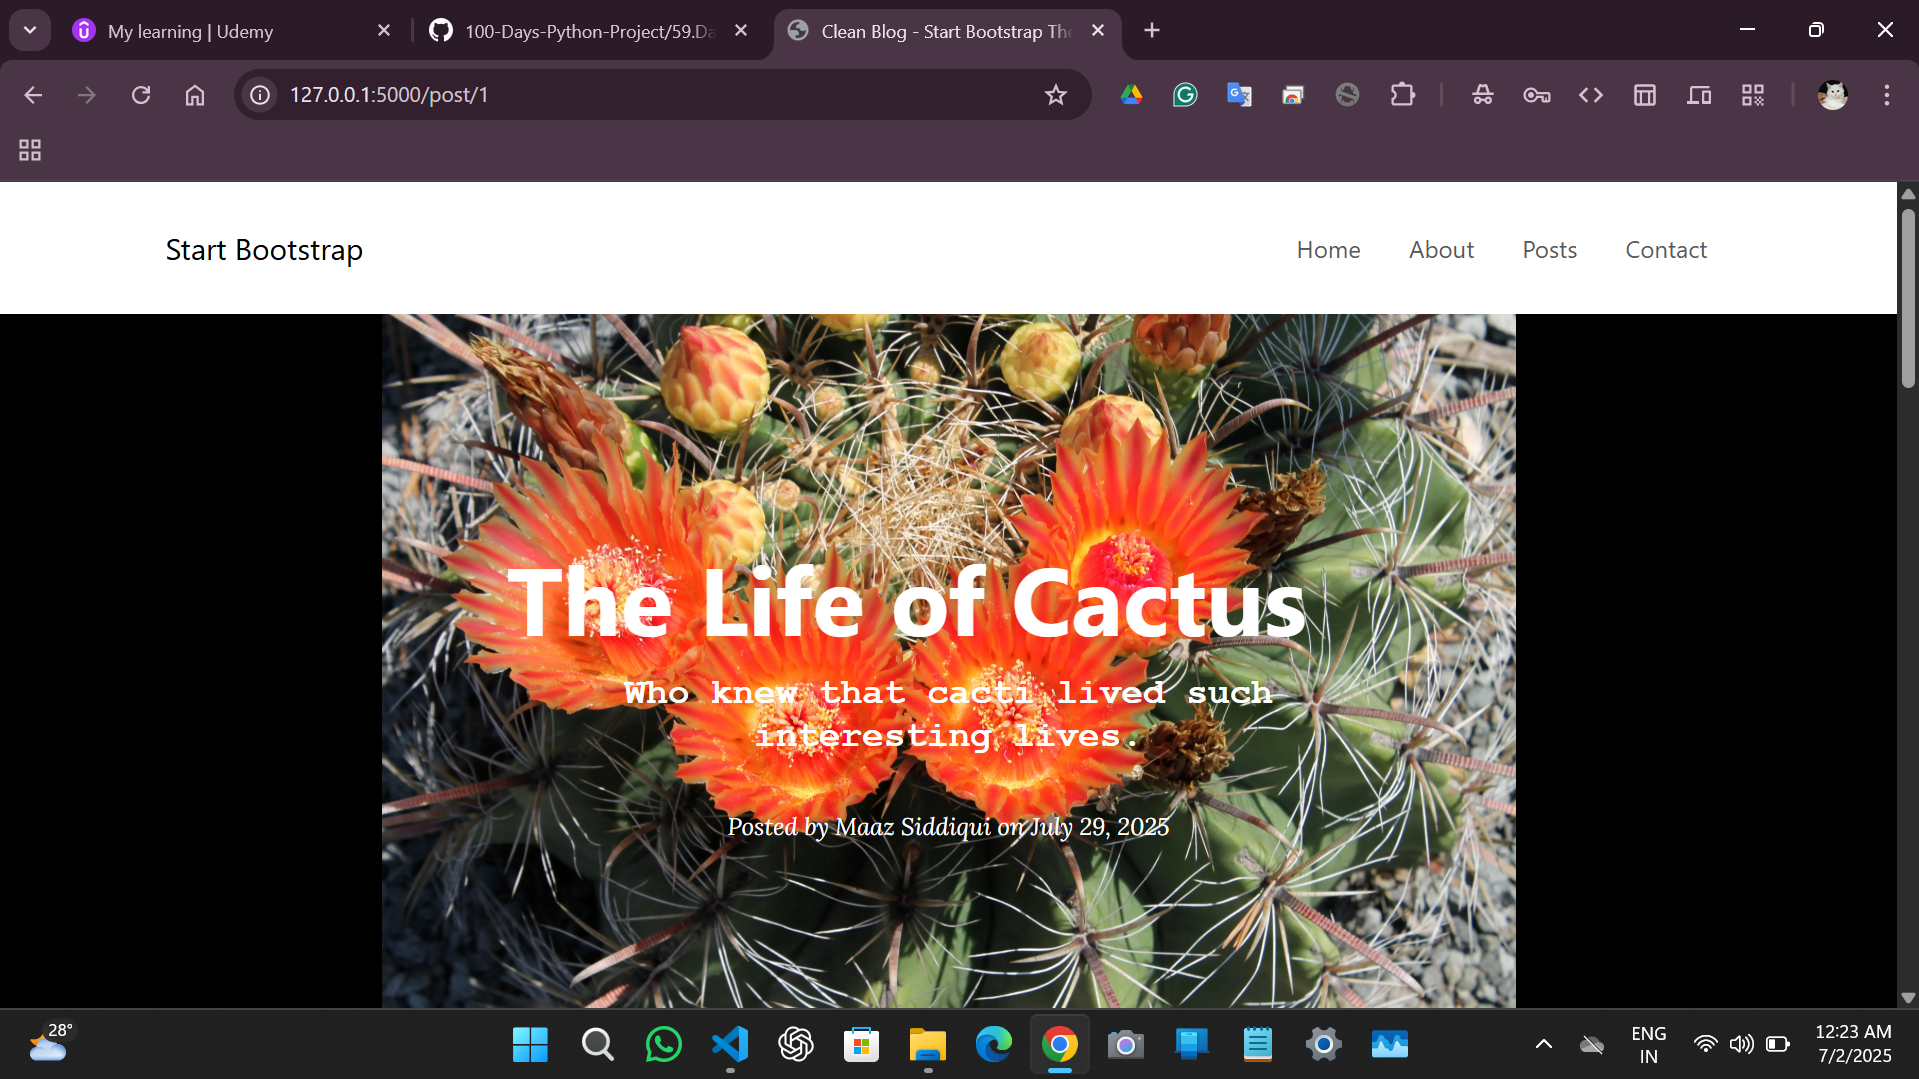 My learning | Udemy
100-Days-Python-Project/59.Da
Clean Blog - Start Bootstrap The
127.0.0.1:5000/post/1
Start Bootstrap
Home About Posts Contact
The Life of Cactus
Who knew that cacti lived such
interesting lives.
Posted by Maaz Siddiqui on July 29, 2025
28°
ENG
IN
12:23 AM
7/2/2025